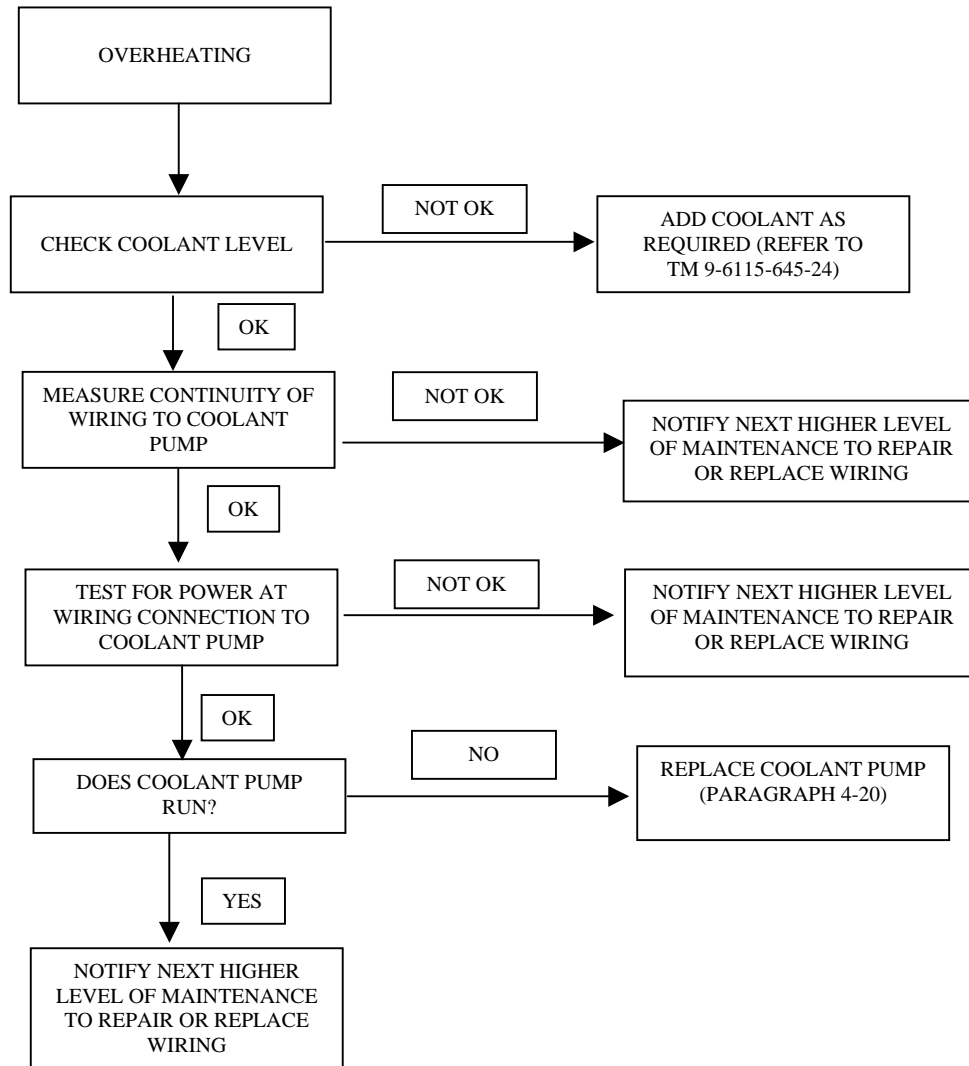 OVERHEATING
CHECK COOLANT LEVEL
NOT OK
ADD COOLANT AS
REQUIRED (REFER TO
TM 9-6115-645-24)
OK
MEASURE CONTINUITY OF
WIRING TO COOLANT
PUMP
NOT OK
NOTIFY NEXT HIGHER LEVEL
OF MAINTENANCE TO REPAIR
OR REPLACE WIRING
OK
TEST FOR POWER AT
WIRING CONNECTION TO
COOLANT PUMP
NOT OK
NOTIFY NEXT HIGHER LEVEL
OF MAINTENANCE TO REPAIR
OR REPLACE WIRING
OK
DOES COOLANT PUMP
RUN?
NO
REPLACE COOLANT PUMP
(PARAGRAPH 4-20)
YES
NOTIFY NEXT HIGHER
LEVEL OF MAINTENANCE
TO REPAIR OR REPLACE
WIRING